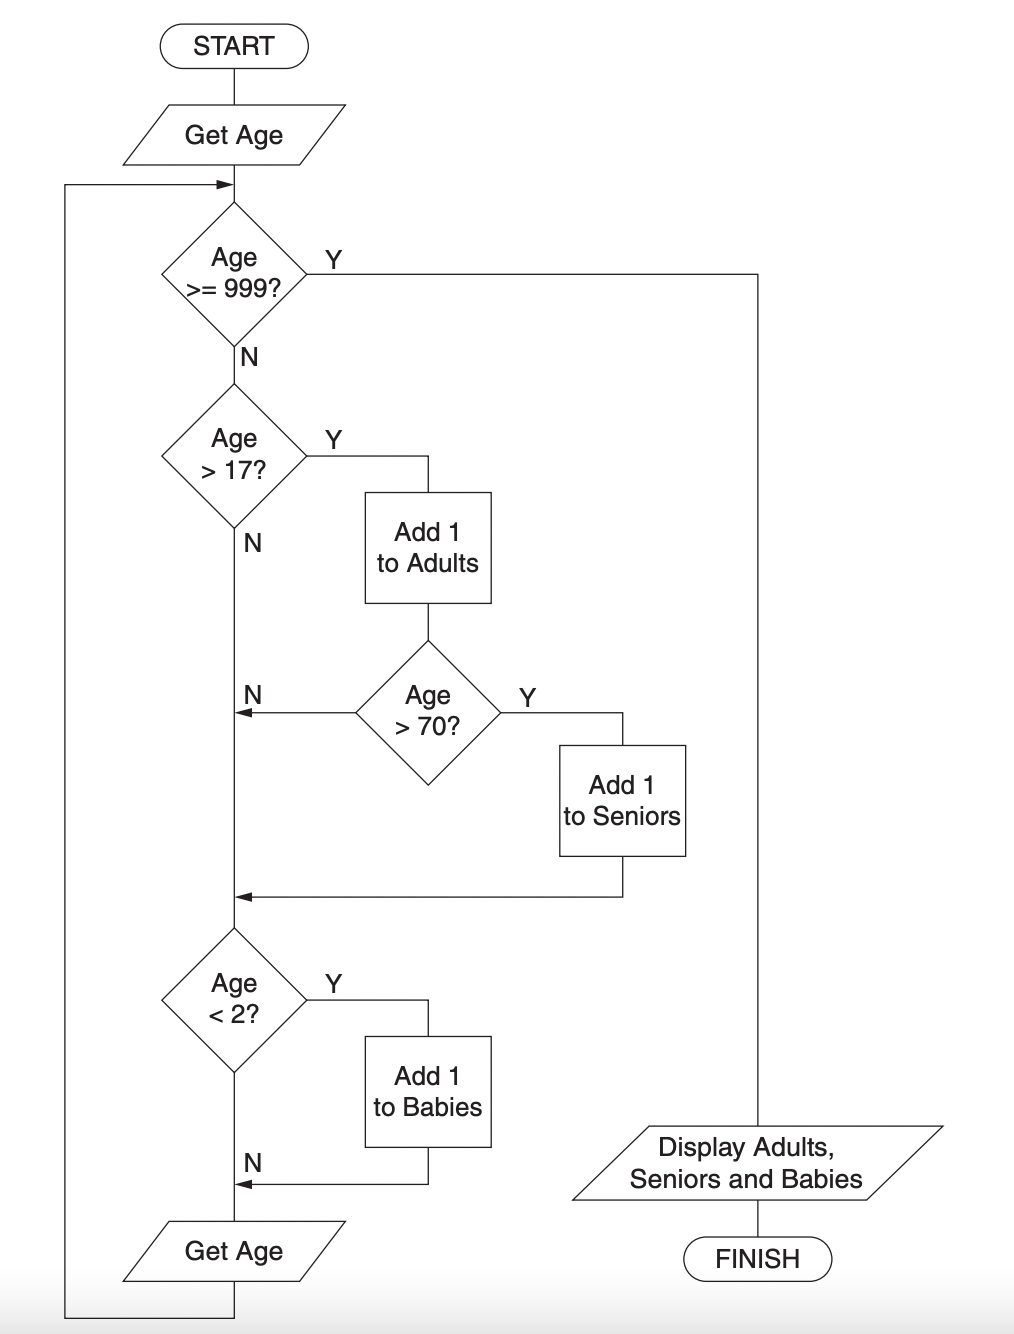 START
Get Age
Age
>= 999?
Y
N
Age
> 17?
Y
N
Add 1
to Adults
Age
> 70?
N
Y
Add 1
to Seniors
Age
< 2?
Y
N
Add 1
to Babies
Get Age
Display Adults,
Seniors and Babies
FINISH